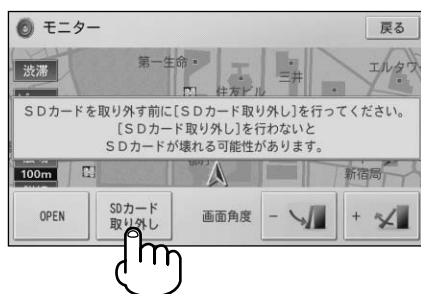 モニター
戻る
渋滞
第一生命
三井
エルタワ
住友ビル
SDカードを取り外す前に[SDカード取り外し]を行ってください。
[SDカード取り外し]を行わないと
SDカードが壊れる可能性があります。
100m
新宿局
OPEN
SDカード
取り外し
画面角度
-
+